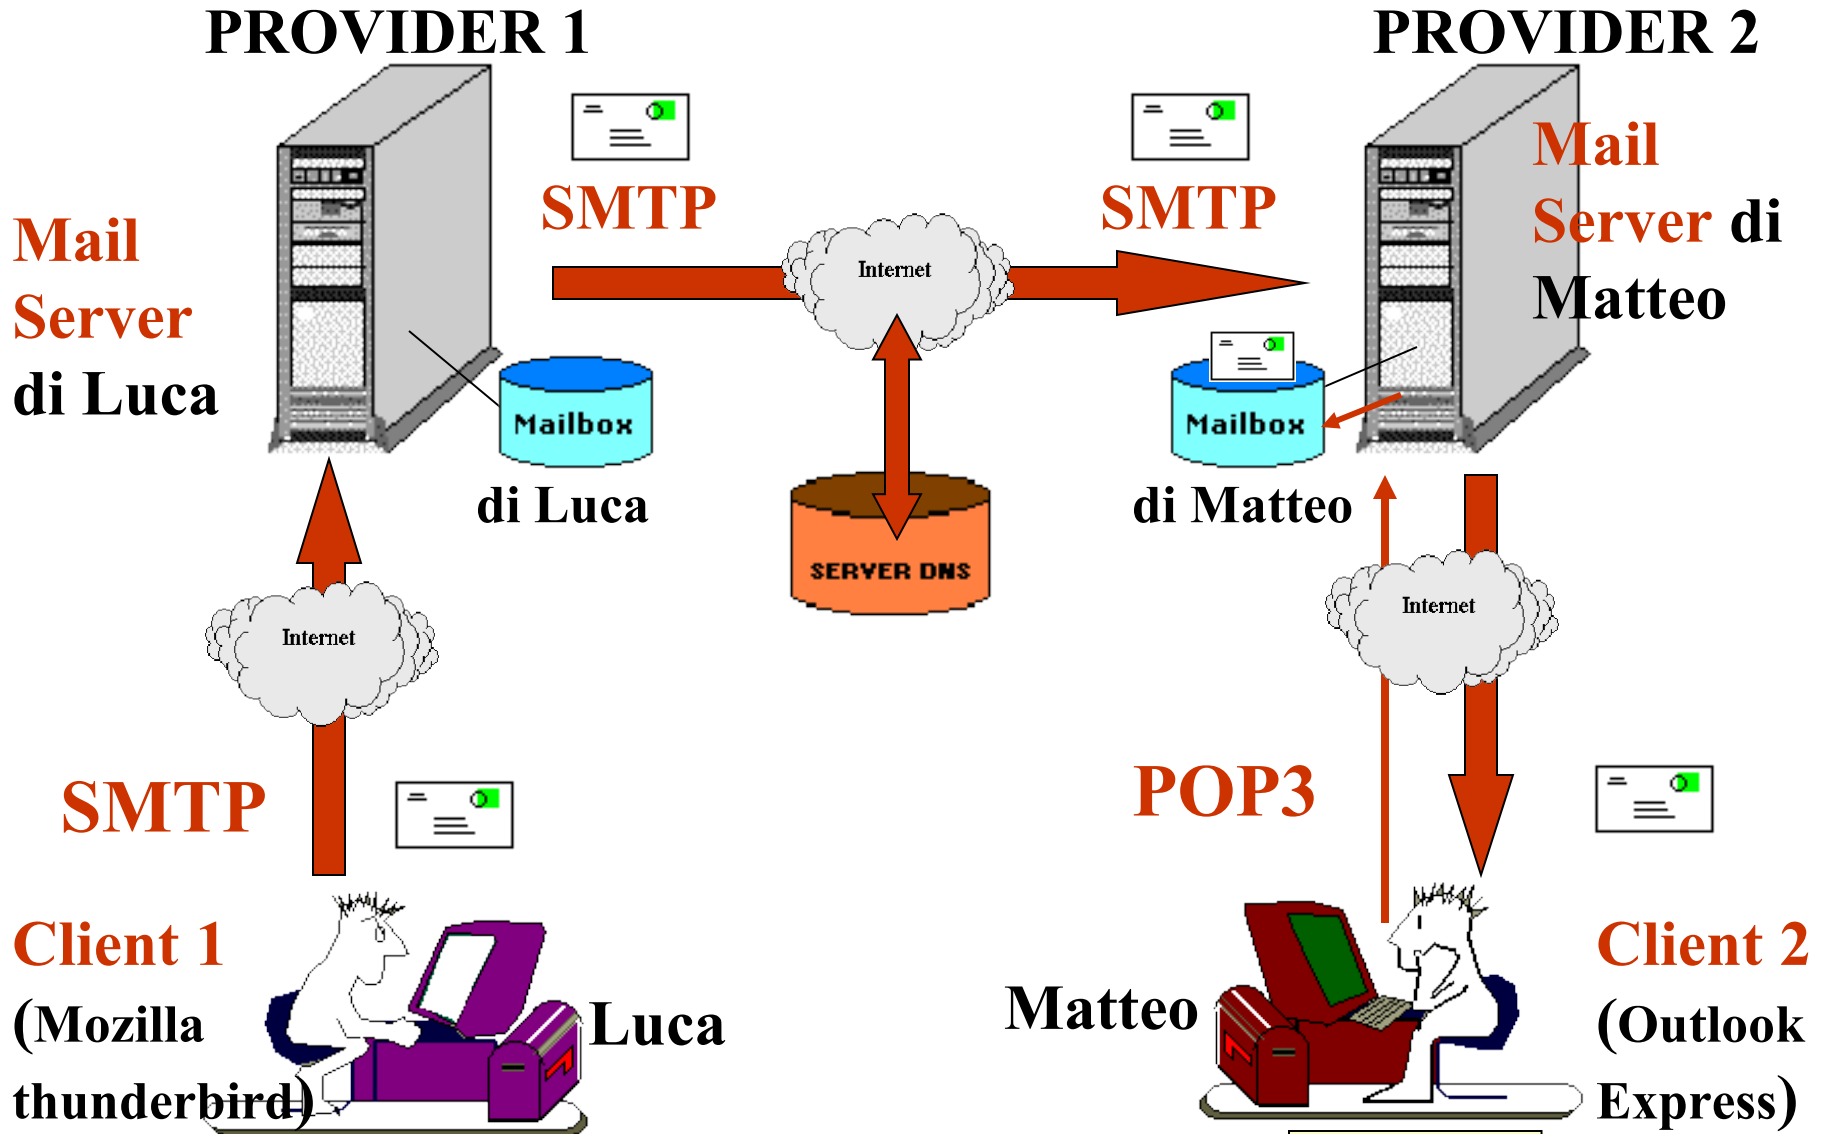 PROVIDER 1
PROVIDER 2
SMTP
SMTP
Mail
Server
di Luca
Mail
Server di
Matteo
Internet
Mailbox
di Luca
Mailbox
di Matteo
SERVER DNS
Internet
Internet
SMTP
POP3
Client 1
(Mozilla
thunderbird)
Luca
Matteo
Client 2
(Outlook
Express)